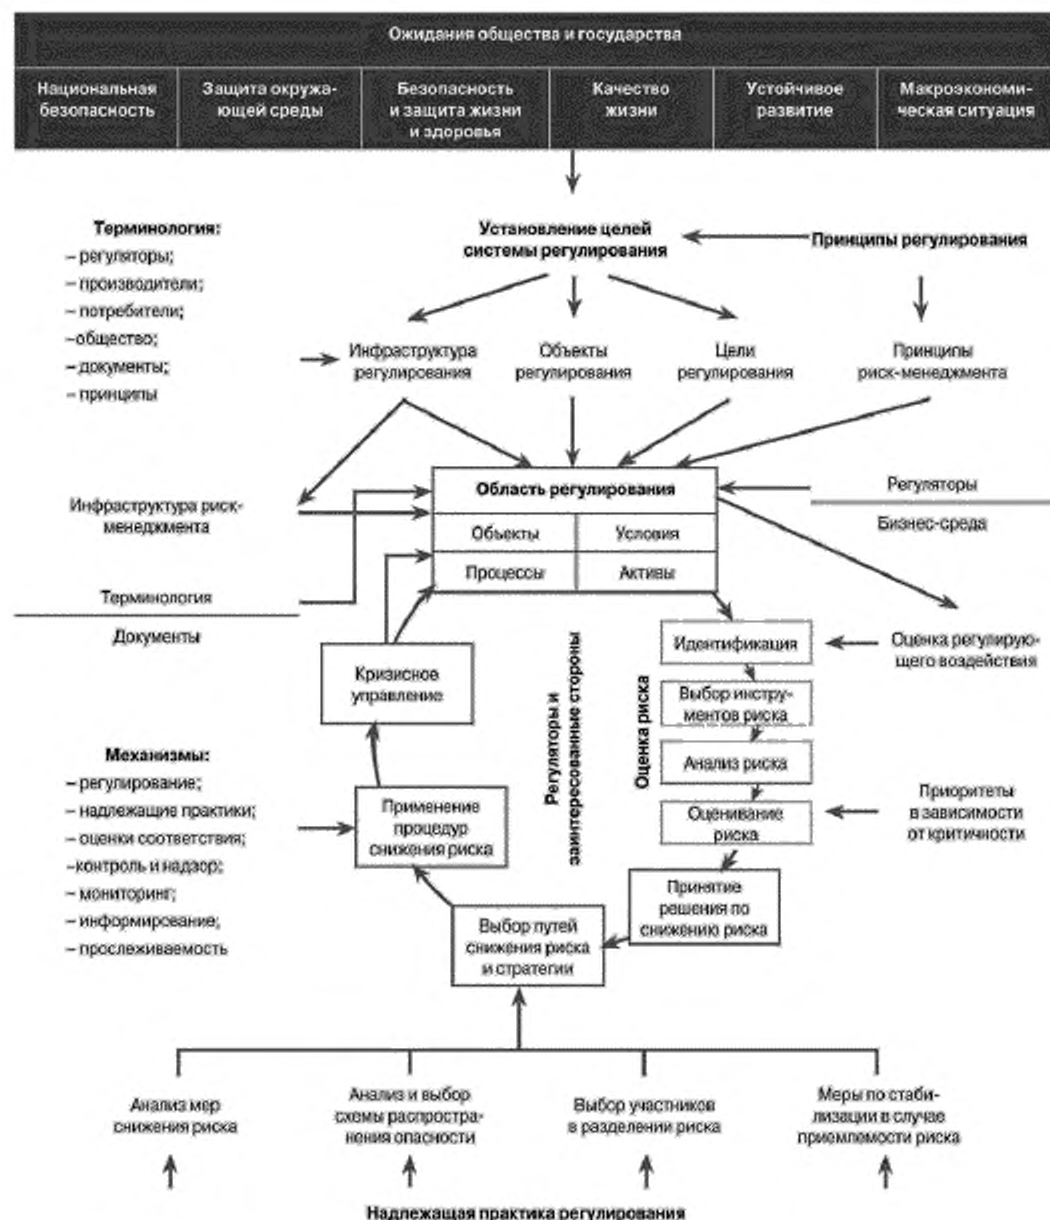 Ожидания общества и государства
Национальная
безопасность
Защита окружа-
ющей среды
Безопасность
и защита жизни
и здоровья
Качество
жизни
Устойчивое
развитие
Макроэкономи-
ческая ситуация
Терминология:
– регуляторы;
– производители;
– потребители;
–общество;
– документы;
– принципы
Установление целей
системы регулирования
Принципы регулирования
Инфраструктура
регулирования
Объекты
регулирования
Цели
регулирования
Принципы
риск-менеджмента
Инфраструктура риск-
менеджмента
Терминология
Документы
Область регулирования
Объекты
Условия
Процессы
Активы
Регуляторы
Бизнес-среда
Оценка регулирую-
щего воздействия
Кризисное
управление
Регуляторы и
заинтересованные стороны
Оценка риска
Идентификация
Выбор инстру-
ментов риска
Анализ риска
Оценивание
риска
Приоритеты
в зависимости
от критичности
Механизмы:
– регулирование;
– надлежащие практики;
– оценки соответствия;
–контроль и надзор;
– мониторинг;
– информирование;
– прослеживаемость
Применение
процедур
снижения риска
Принятие
решения по
снижению риска
Выбор путей
снижения риска
и стратегии
Анализ мер
снижения риска
Анализ и выбор
схемы распростра-
нения опасности
Выбор участников
в разделении риска
Меры по стаби-
лизации в случае
приемлемости риска
Надлежащая практика регулирования